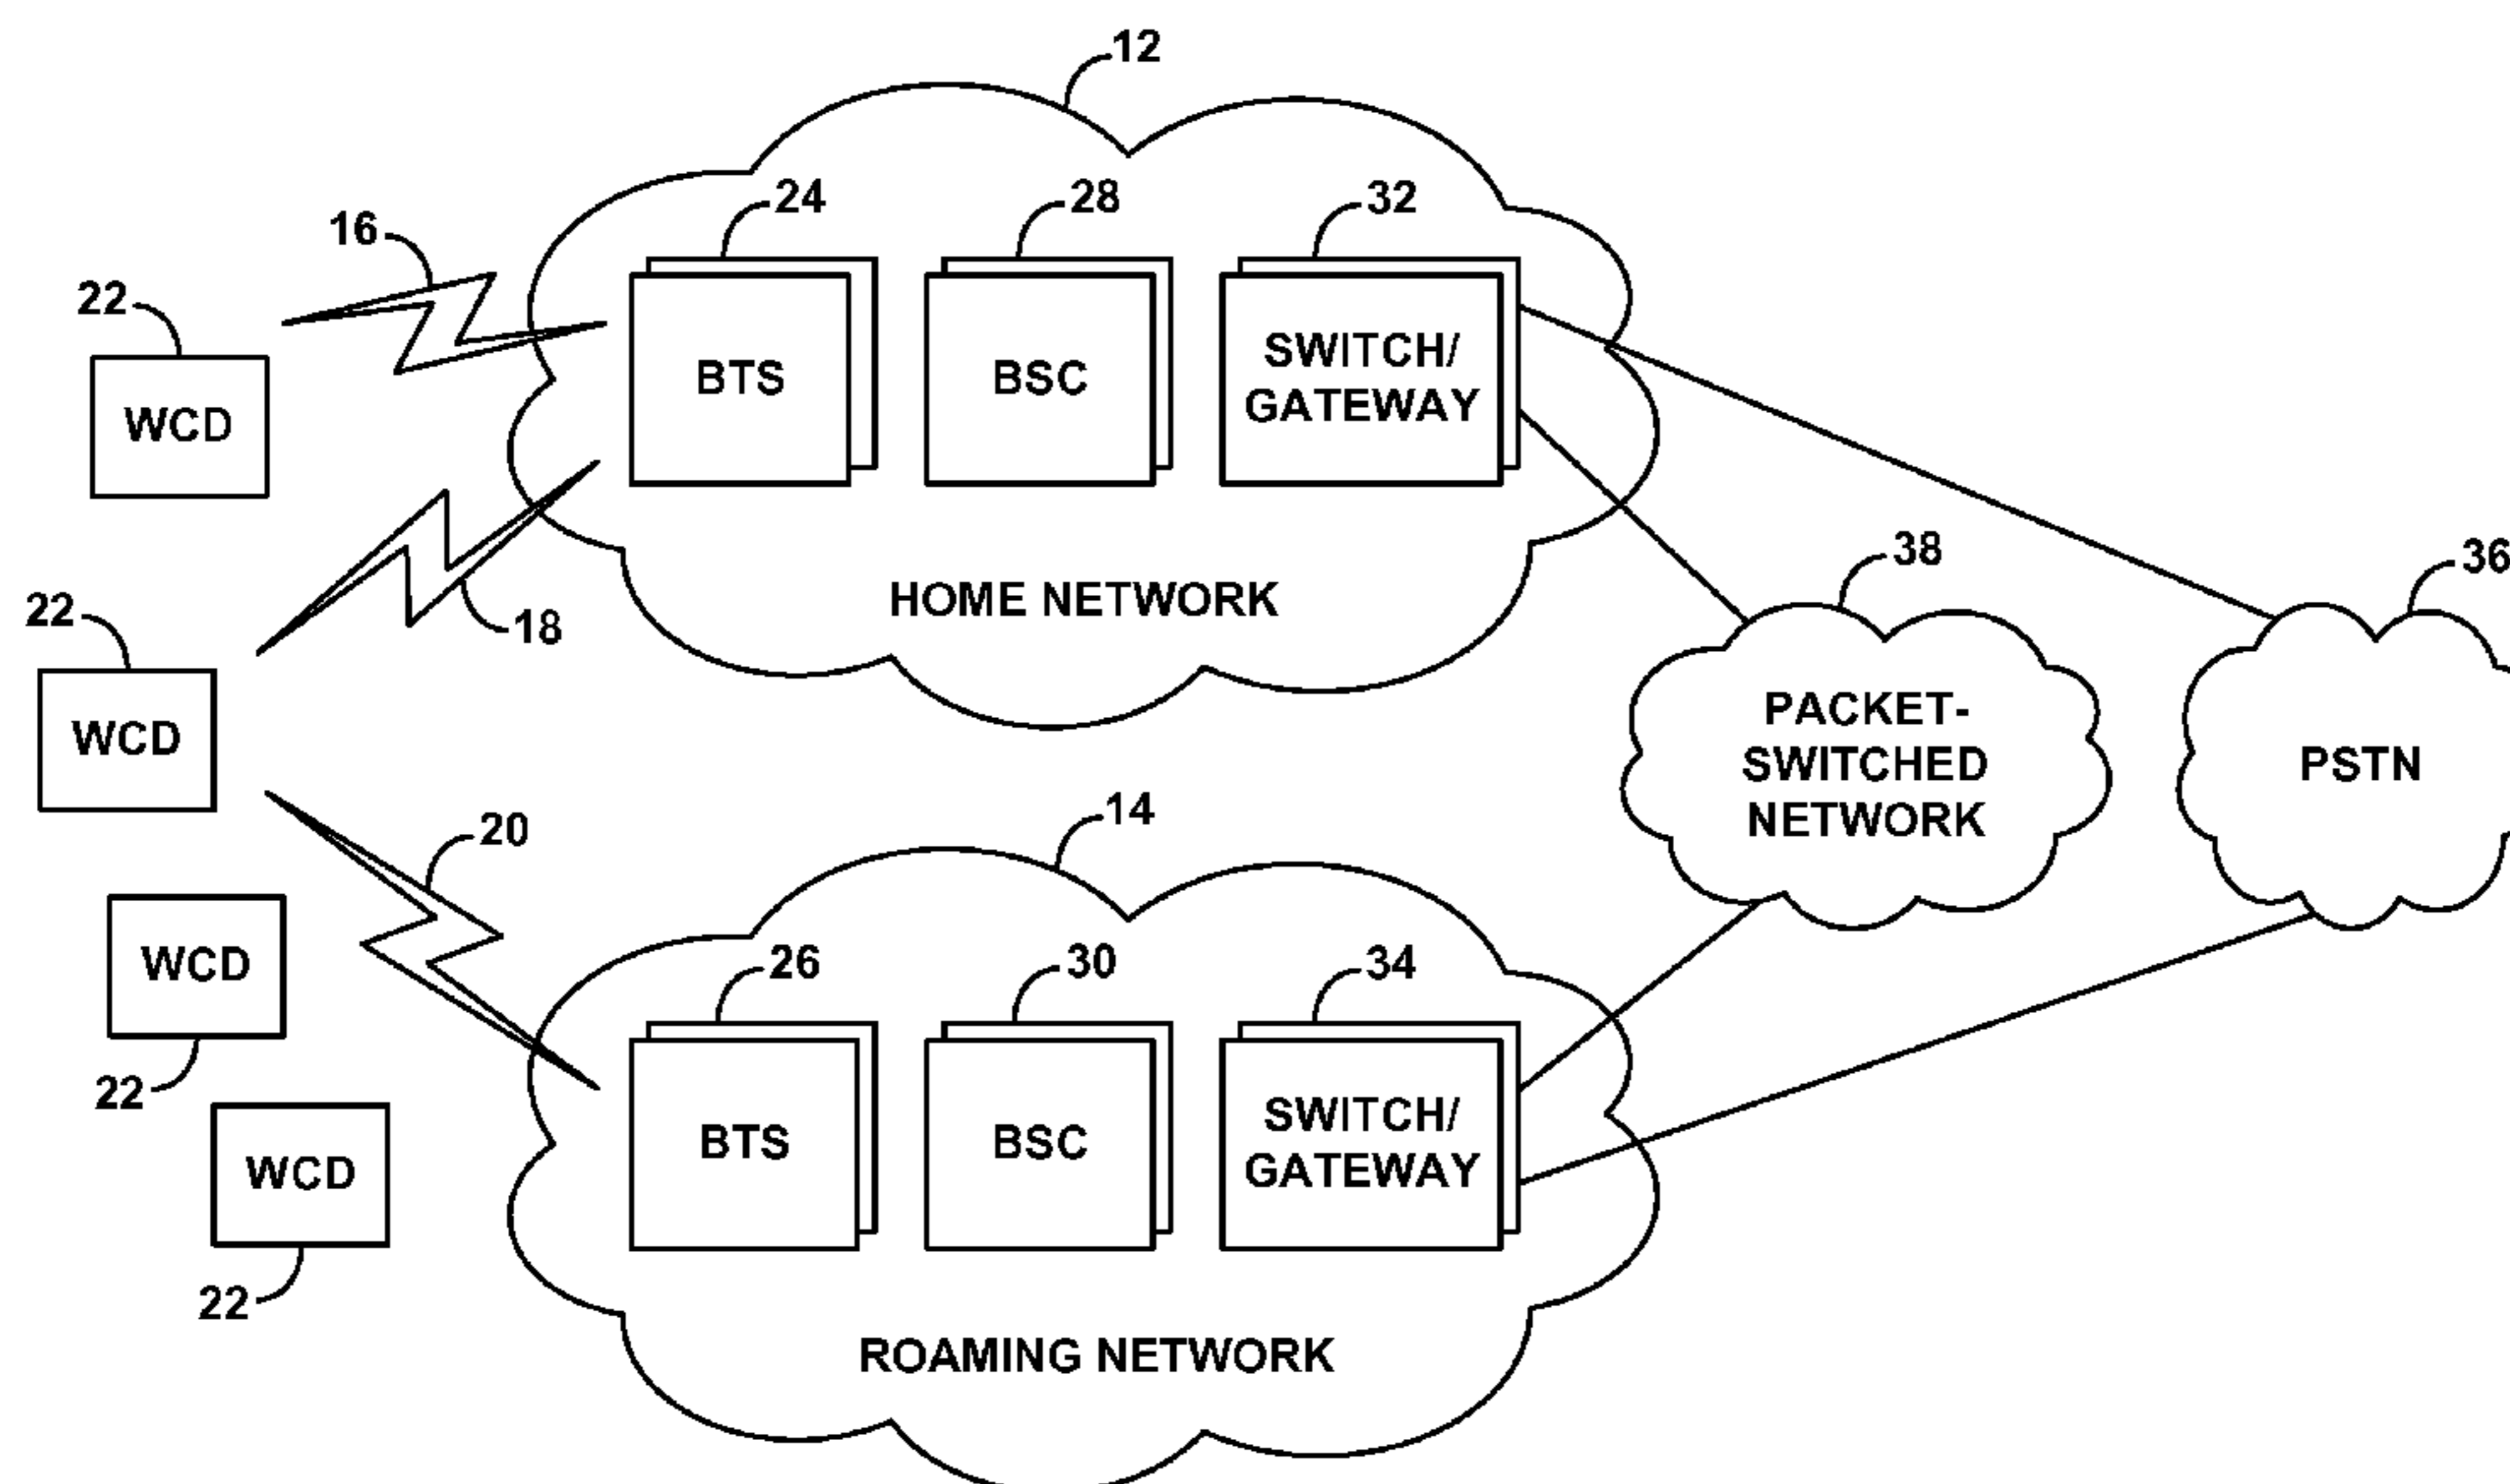 12
24
28
32
16
22
WCD
BTS
BSC
SWITCH/
GATEWAY
22
WCD
18
HOME NETWORK
38
36
PACKET-
SWITCHED
NETWORK
PSTN
20
14
WCD
22
26
30
34
BTS
BSC
SWITCH/
GATEWAY
WCD
22
ROAMING NETWORK